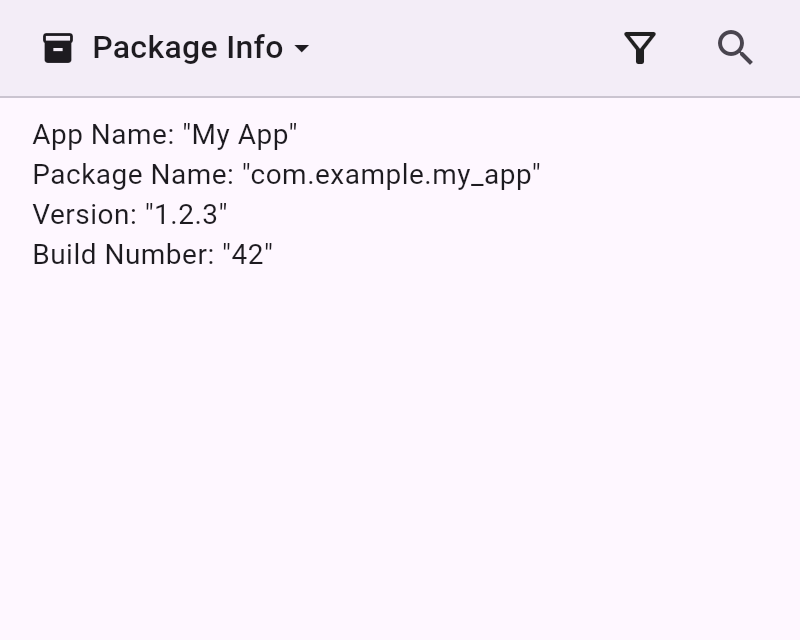 Package Info
App Name: "My App"
Package Name: "com.example.my_app"
Version: "1.2.3"
Build Number: "42"